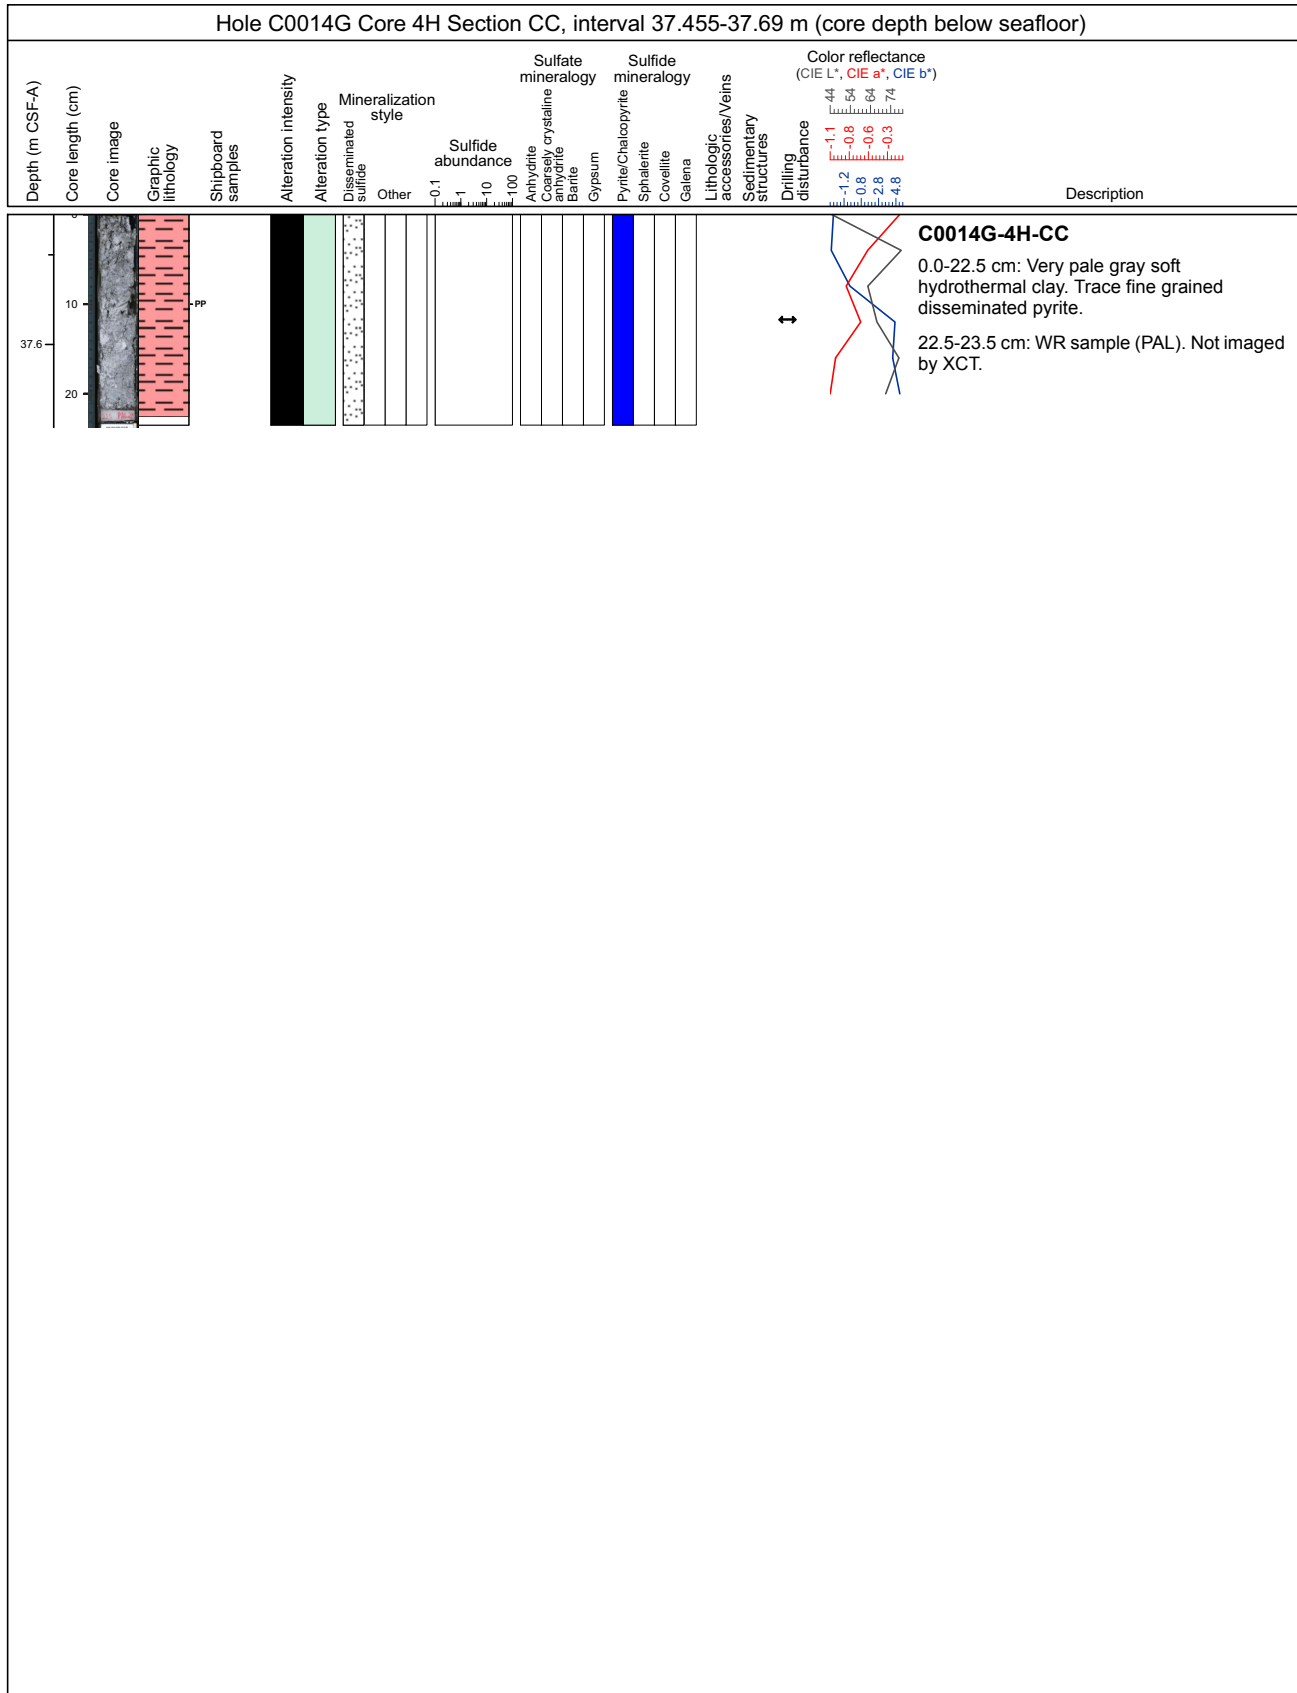 Hole C0014G Core 4H Section CC, interval 37.455-37.69 m (core depth below seafloor)
Depth (m CSF-A)
Core length (cm)
Core image
Graphic
lithology
Shipboard
samples
Alteration intensity
Alteration type
Mineralization
style
Disseminated
sulfide
Other
Sulfide
abundance
0.1
1
10
100
Sulfate
mineralogy
Anhydrite
Coarsely crystaline
anhydrite
Barite
Gypsum
Sulfide
mineralogy
Pyrite/Chalcopyrite
Sphalerite
Covellite
Galena
Lithologic
accessories/Veins
Sedimentary
structures
Drilling
disturbance
Color reflectance
(CIE L*, CIE a*, CIE b*)
44
54
64
74
-1.1
-0.8
-0.6
-0.3
-1.2
0.8
2.8
4.8
Description
0
10
PP
37.6
20
C0014G-4H-CC
0.0-22.5 cm: Very pale gray soft
hydrothermal clay. Trace fine grained
disseminated pyrite.
22.5-23.5 cm: WR sample (PAL). Not imaged
by XCT.